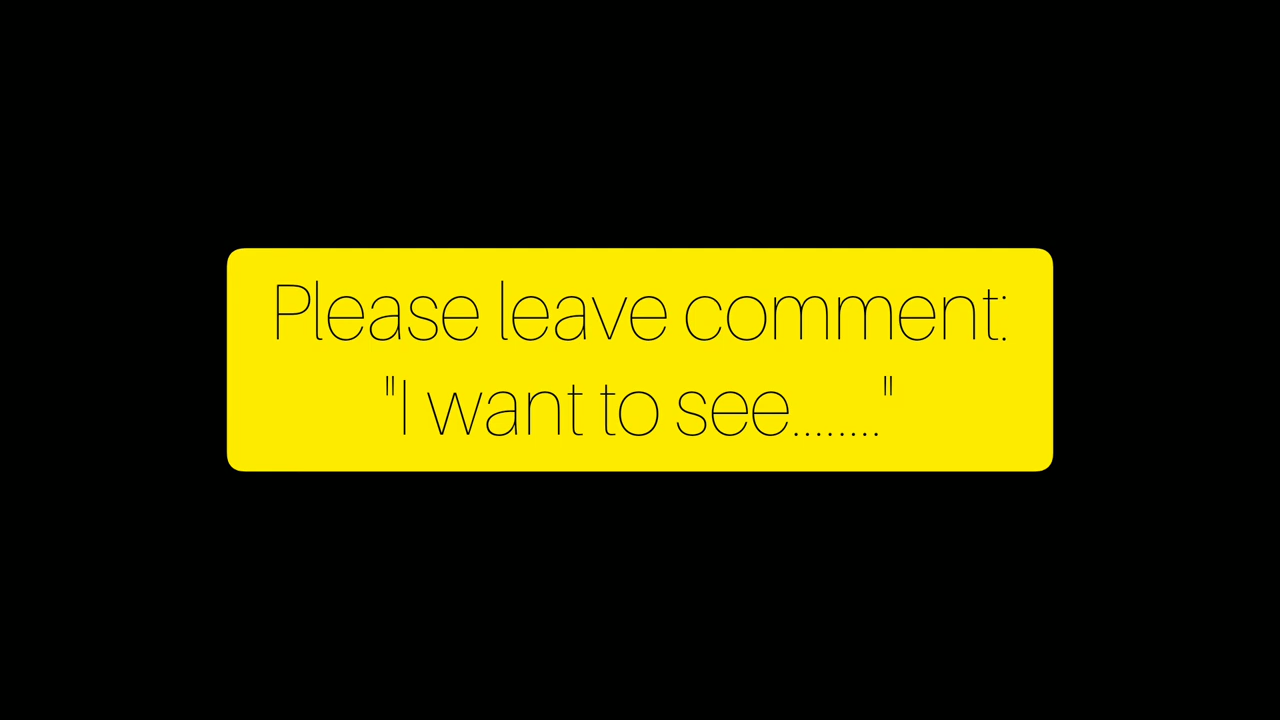 Please leave comment:
"I want to see........"